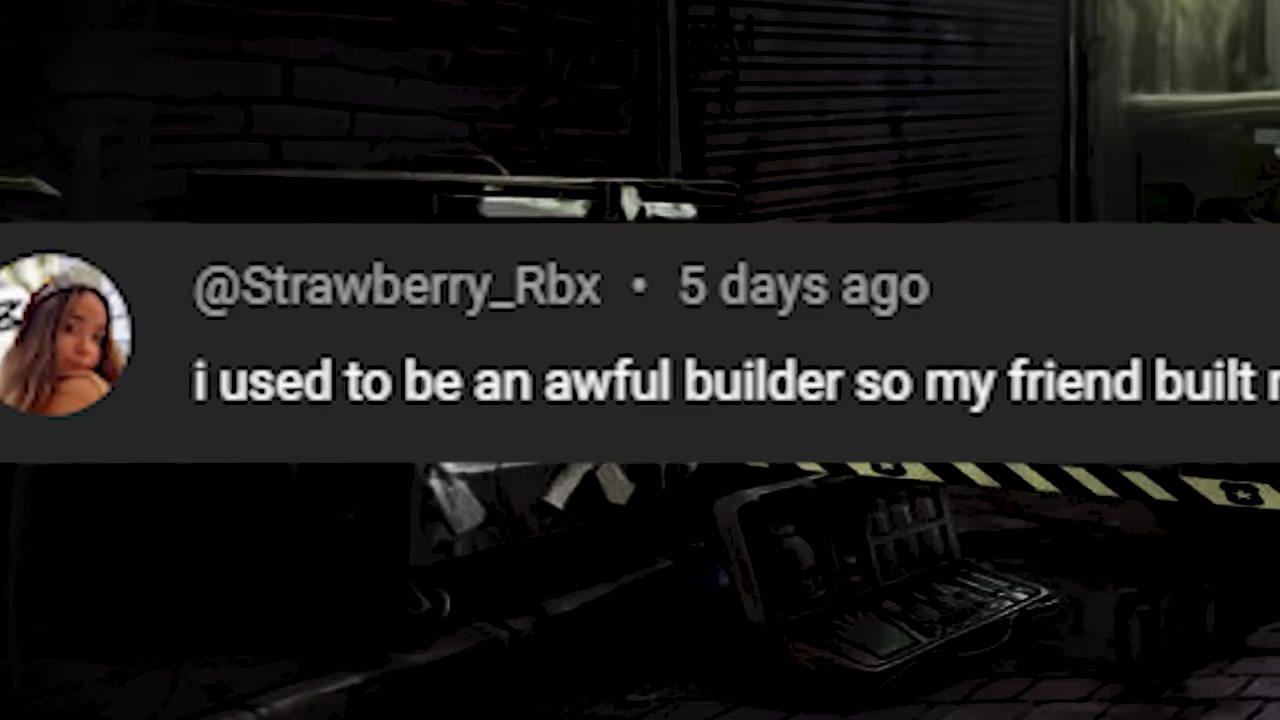 @Strawberry_Rbx • 5 days ago
i used to be an awful builder so my friend built